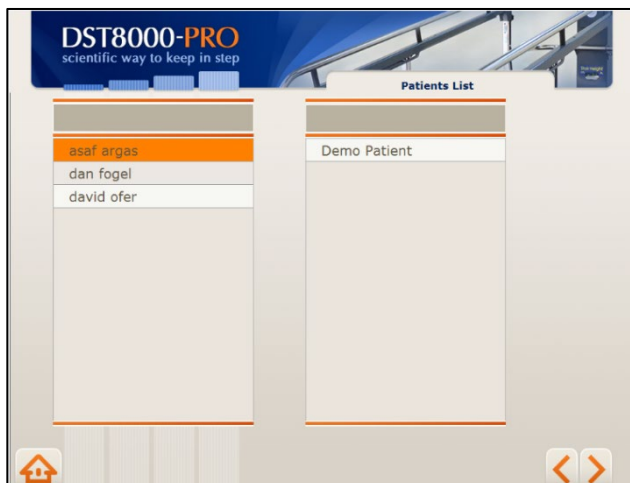 DST8000-PRO
scientific way to keep in step
Patients List
asaf argas
dan fogel
david ofer
Demo Patient